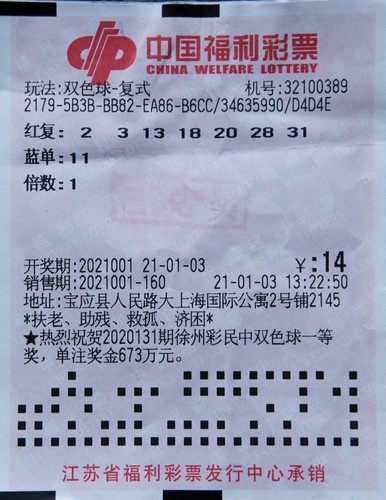 中国福利彩票
CHINA WELFARE LOTTERY
玩法:双色球-复式 机号:32100389
2179-5B3B-BB82-EA86-B6CC/34635990/D4D4E
红复: 2 3 13 18 20 28 31
蓝单:11
倍数:1
已兑奖
开奖期:2021001 21-01-03 ¥:14
销售期:2021001-160 21-01-03 13:22:50
地址:宝应县人民路大上海国际公寓2号铺2145
*扶老、助残、救孤、济困*
★热烈祝贺2020131期徐州彩民中双色球一等
奖，单注奖金673万元。
江苏省福利彩票发行中心承销